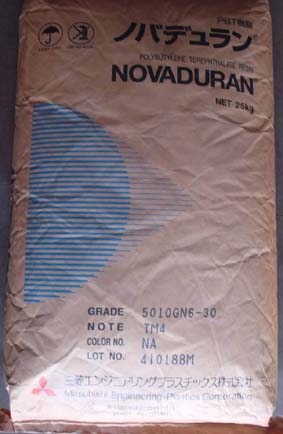 PBT樹脂
ノバデュラン®
POLYBUTYLENE TEREPHTHALATE RESIN
NOVADURAN®
NET 25kg
GRADE 5010GN6-30
NOTE TM4
COLOR NO. NA
LOT NO. 410188M
三菱エンジニアリングプラスチックス株式会社
Mitsubishi Engineering-Plastics Corporation